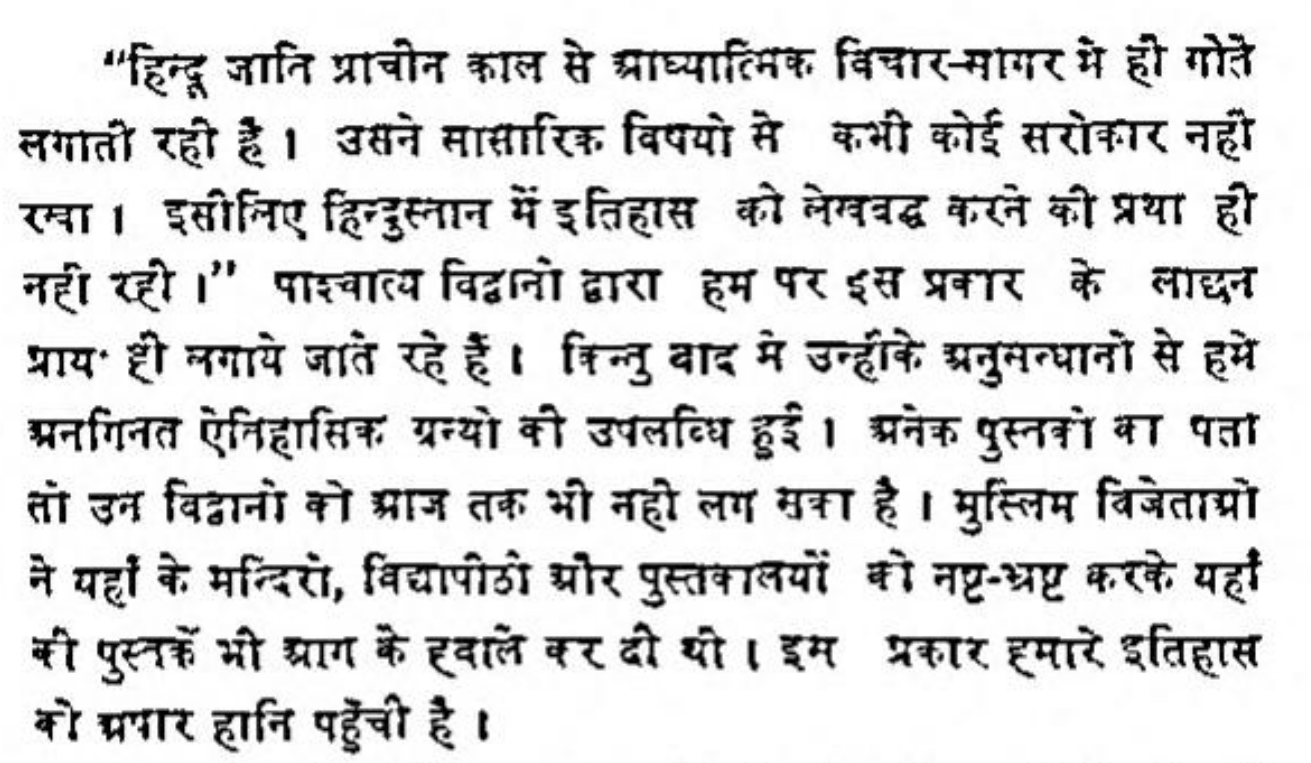 “हिन्दू जाति प्राचीन काल से आध्यात्मिक विचार-सागर मे ही गोते
लगाती रही है । उसने सासारिक विषयो से कभी कोई सरोकार नही
रखा । इसीलिए हिन्दुस्तान में इतिहास को लेखबद्ध करने की प्रथा ही
नही रही ।” पाश्चात्य विद्वानो द्वारा हम पर इस प्रकार के लाछन
प्राय· ही लगाये जाते रहे हैं । किन्तु बाद मे उन्हीके अनुसन्धानो से हमे
अनगिनत ऐतिहासिक ग्रन्थो की उपलब्धि हुई । अनेक पुस्तको का पता
तो उन विद्वानो को आज तक भी नही लग सका है । मुस्लिम विजेताओ
ने यहाँ के मन्दिरो, विद्यापीठो और पुस्तकालयों को नष्ट-भ्रष्ट करके यहाँ
की पुस्तकें भी आग के हवाले कर दी थी । इस प्रकार हमारे इतिहास
को अपार हानि पहुँची है ।